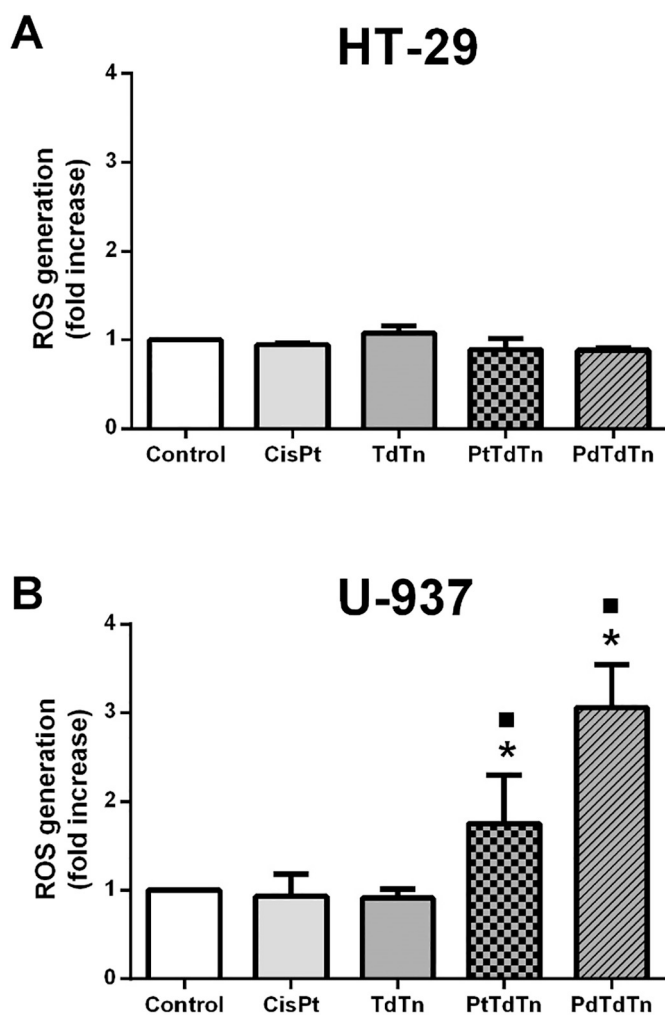 A
HT-29
ROS generation
(fold increase)
4
3
2
1
0
Control CisPt TdTn PtTdTn PdTdTn
B
U-937
ROS generation
(fold increase)
4
3
2
1
0
■
*
■
*
Control CisPt TdTn PtTdTn PdTdTn